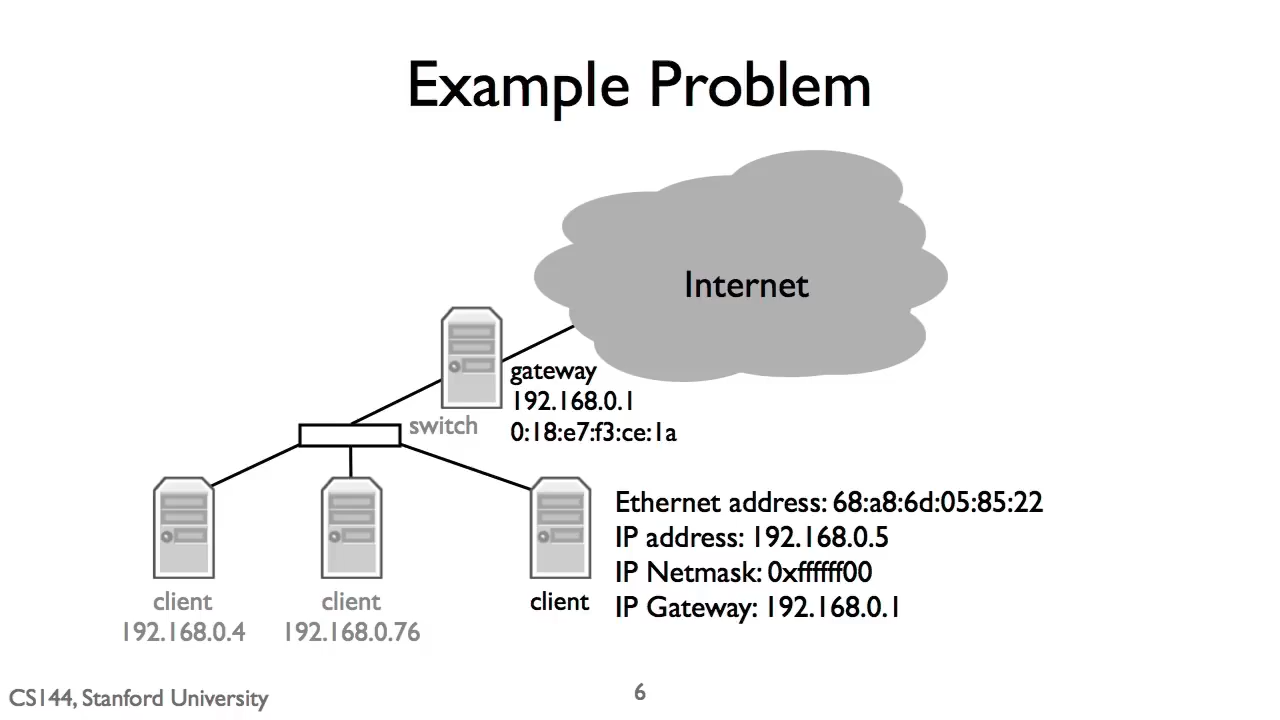 Example Problem
Internet
gateway
192.168.0.1
0:18:e7:f3:ce:1a
switch
Ethernet address: 68:a8:6d:05:85:22
IP address: 192.168.0.5
IP Netmask: 0xffffff00
IP Gateway: 192.168.0.1
client
192.168.0.4
client
192.168.0.76
client
CS144, Stanford University
6